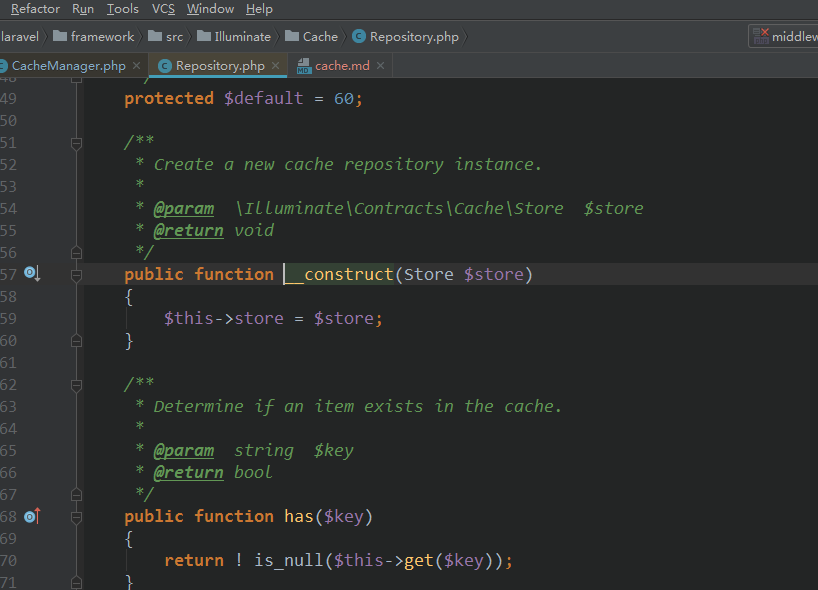 Refactor Run Tools VCS Window Help
laravel framework src Illuminate Cache Repository.php middlew
CacheManager.php Repository.php cache.md
49 protected $default = 60;
50
51 /**
52 * Create a new cache repository instance.
53 *
54 * @param \Illuminate\Contracts\Cache\Store $store
55 * @return void
56 */
57 public function __construct(Store $store)
58 {
59 $this->store = $store;
60 }
61
62 /**
63 * Determine if an item exists in the cache.
64 *
65 * @param string $key
66 * @return bool
67 */
68 public function has($key)
69 {
70 return ! is_null($this->get($key));
71 }